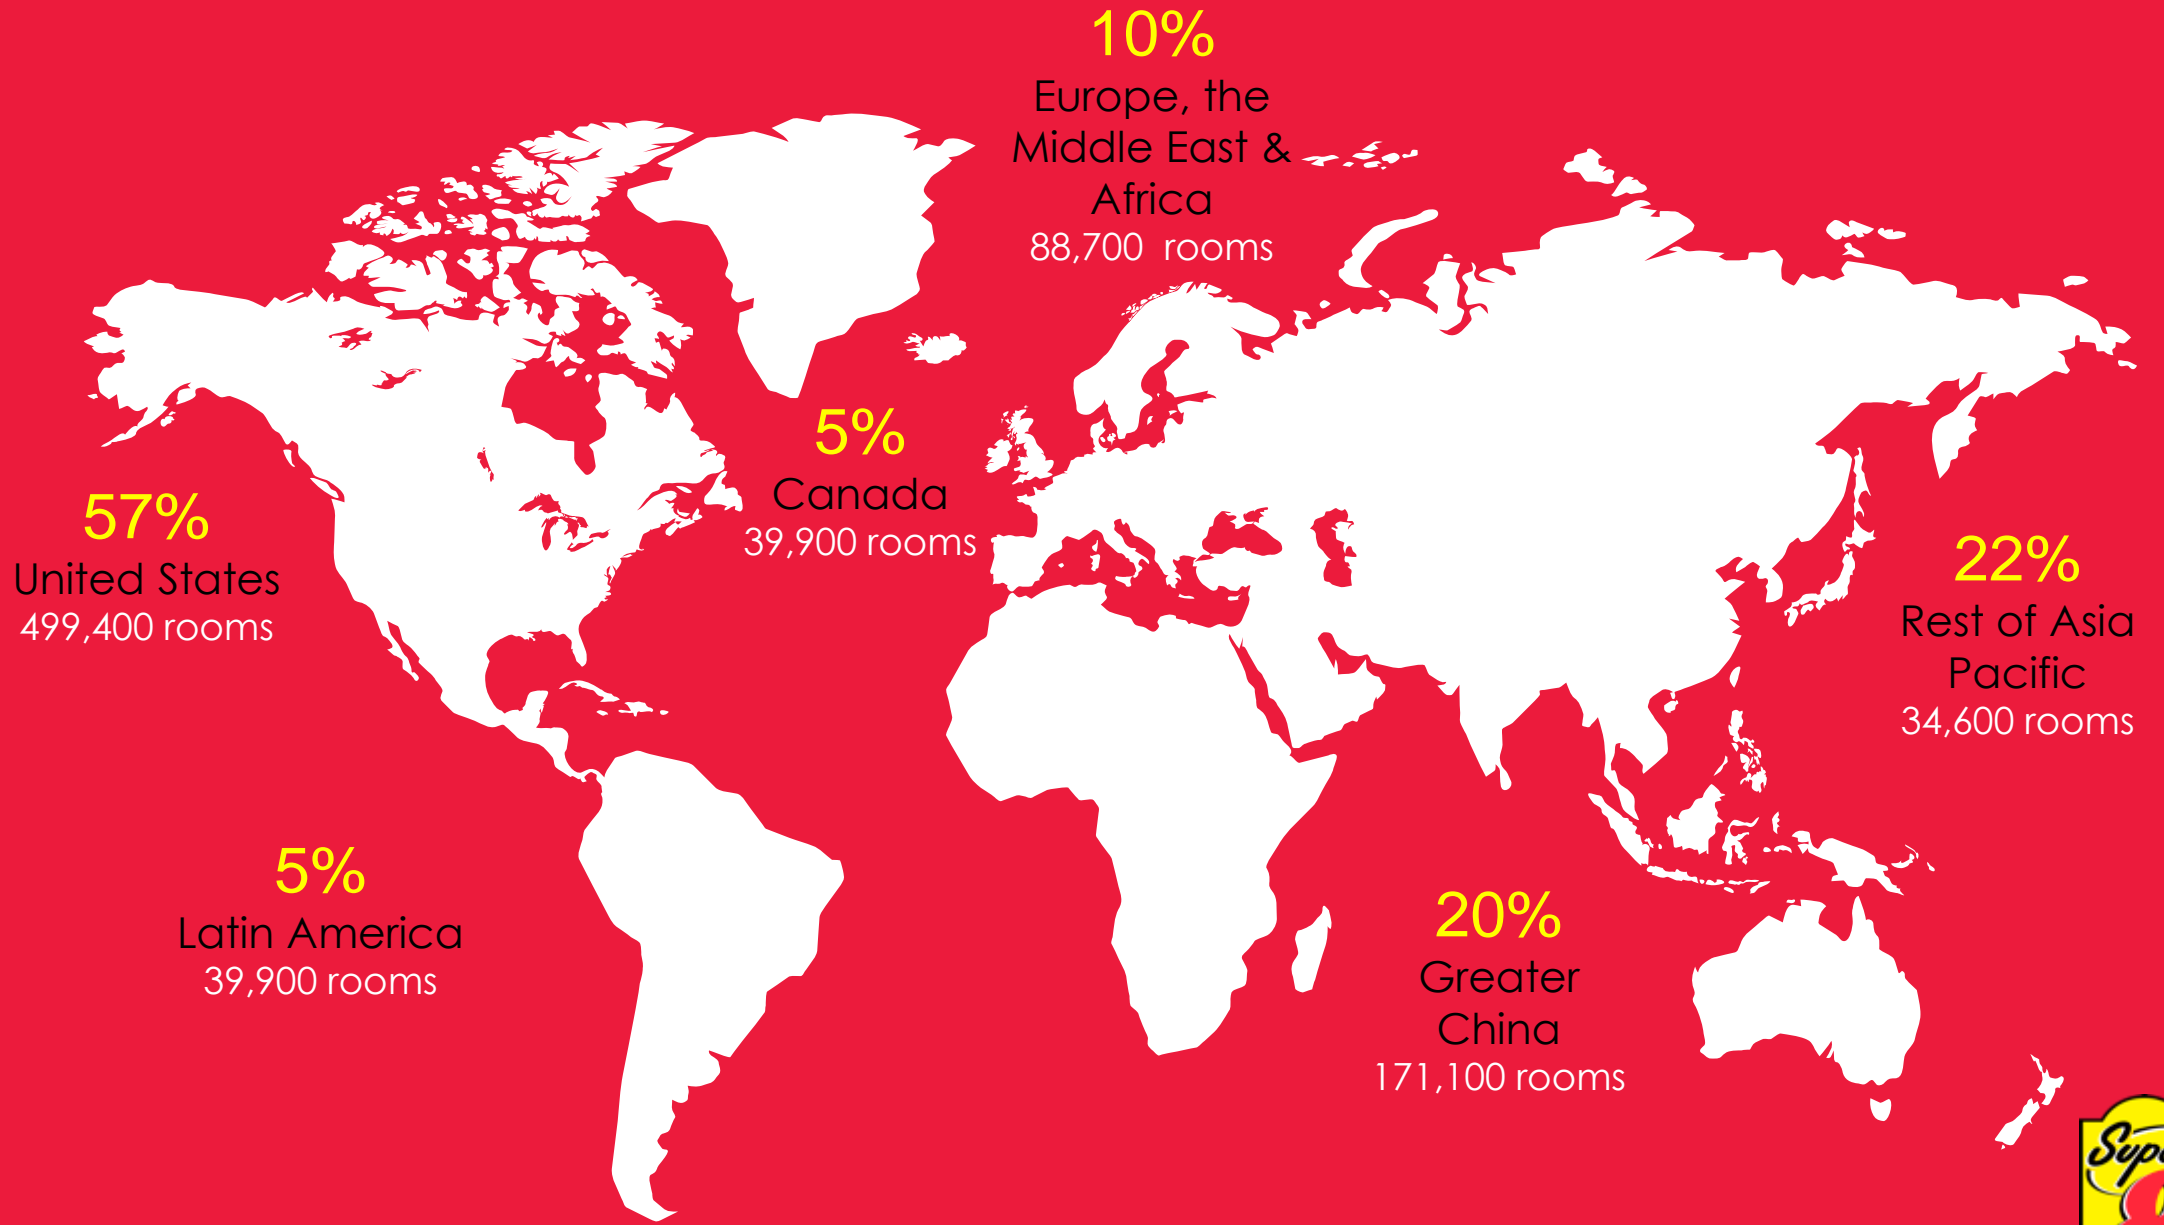 10%
Europe, the
Middle East &
Africa
88,700 rooms
5%
Canada
39,900 rooms
57%
United States
499,400 rooms
22%
Rest of Asia
Pacific
34,600 rooms
5%
Latin America
39,900 rooms
20%
Greater
China
171,100 rooms